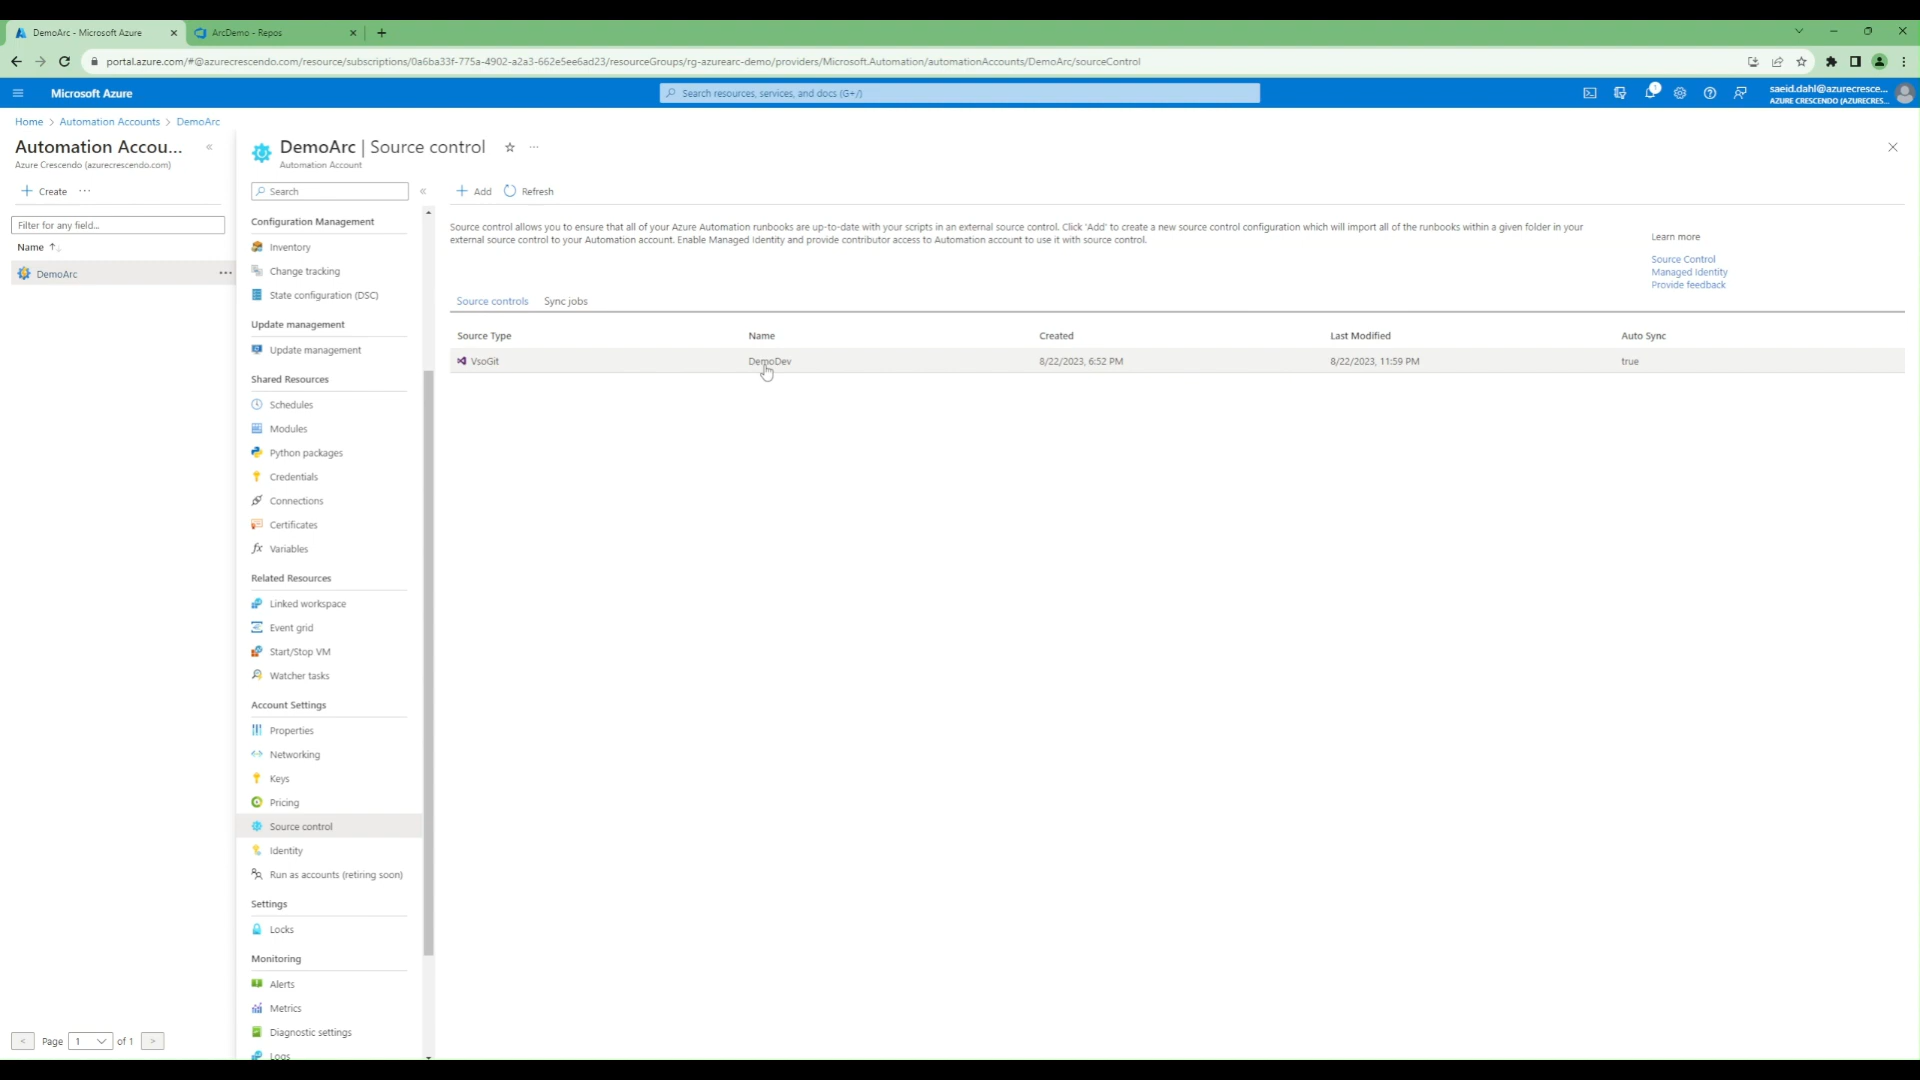 DemoArc - Microsoft Azure
ArcDemo - Repos
portal.azure.com/#@azurecrescendo.com/resource/subscriptions/0a6ba33f-775a-4902-a2a3-662e5ee6ad23/resourceGroups/rg-azurearc-demo/providers/Microsoft.Automation/automationAccounts/DemoArc/sourceControl
Microsoft Azure
Search resources, services, and docs (G+/)
1
saeid.dahl@azurecresce...
AZURE CRESCENDO (AZURECRES...
Home > Automation Accounts > DemoArc
Automation Accou...
Azure Crescendo (azurecrescendo.com)
Create
Filter for any field...
Name
DemoArc
Page 1 of 1
DemoArc | Source control
Automation Account
Search
Configuration Management
Inventory
Change tracking
State configuration (DSC)
Update management
Update management
Shared Resources
Schedules
Modules
Python packages
Credentials
Connections
Certificates
Variables
Related Resources
Linked workspace
Event grid
Start/Stop VM
Watcher tasks
Account Settings
Properties
Networking
Keys
Pricing
Source control
Identity
Run as accounts (retiring soon)
Settings
Locks
Monitoring
Alerts
Metrics
Diagnostic settings
Logs
Add Refresh
Source control allows you to ensure that all of your Azure Automation runbooks are up-to-date with your scripts in an external source control. Click 'Add' to create a new source control configuration which will import all of the runbooks within a given folder in your
external source control to your Automation account. Enable Managed Identity and provide contributor access to Automation account to use it with source control.
Learn more
Source Control
Managed Identity
Provide feedback
Source controls Sync jobs
Source Type Name Created Last Modified Auto Sync
VsoGit DemoDev 8/22/2023, 6:52 PM 8/22/2023, 11:59 PM true